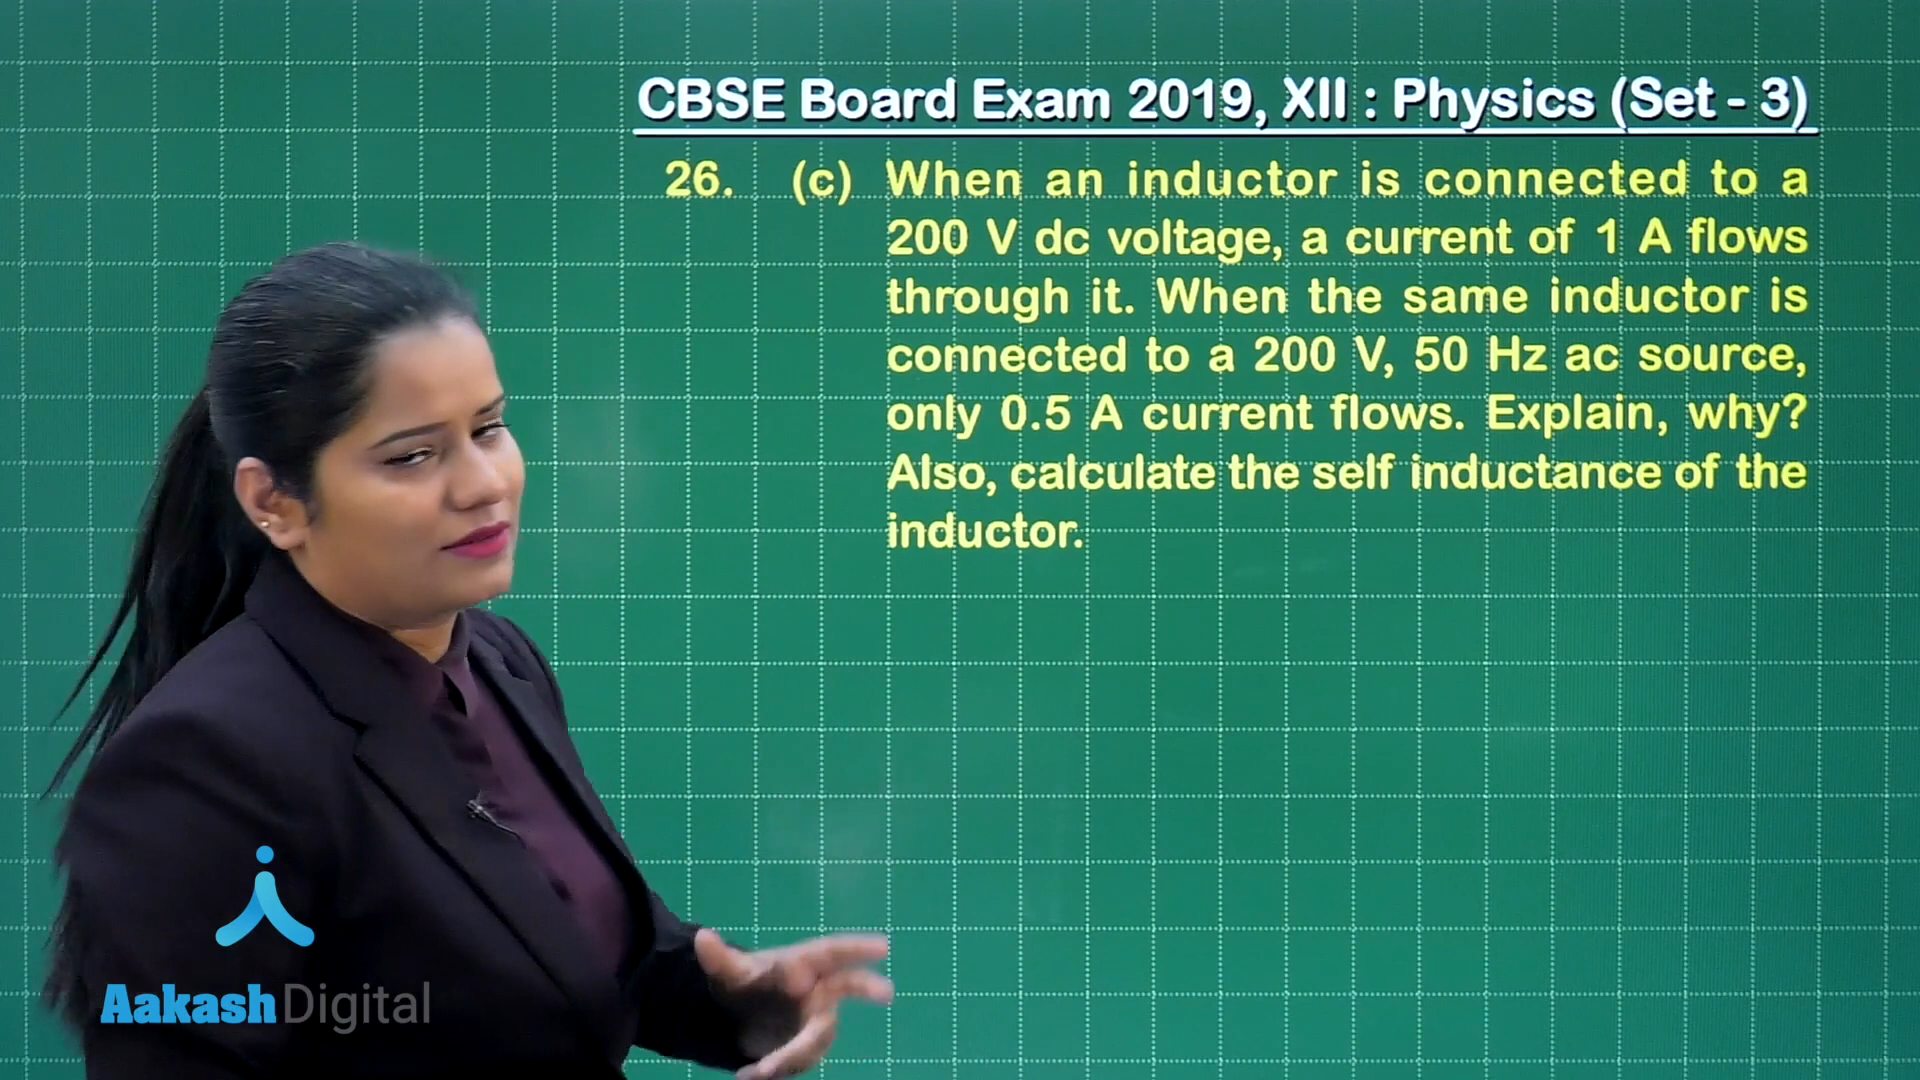 CBSE Board Exam 2019, XII : Physics (Set - 3)
26. (c) When an inductor is connected to a
200 V dc voltage, a current of 1 A flows
through it. When the same inductor is
connected to a 200 V, 50 Hz ac source,
only 0.5 A current flows. Explain, why?
Also, calculate the self inductance of the
inductor.
Aakash Digital